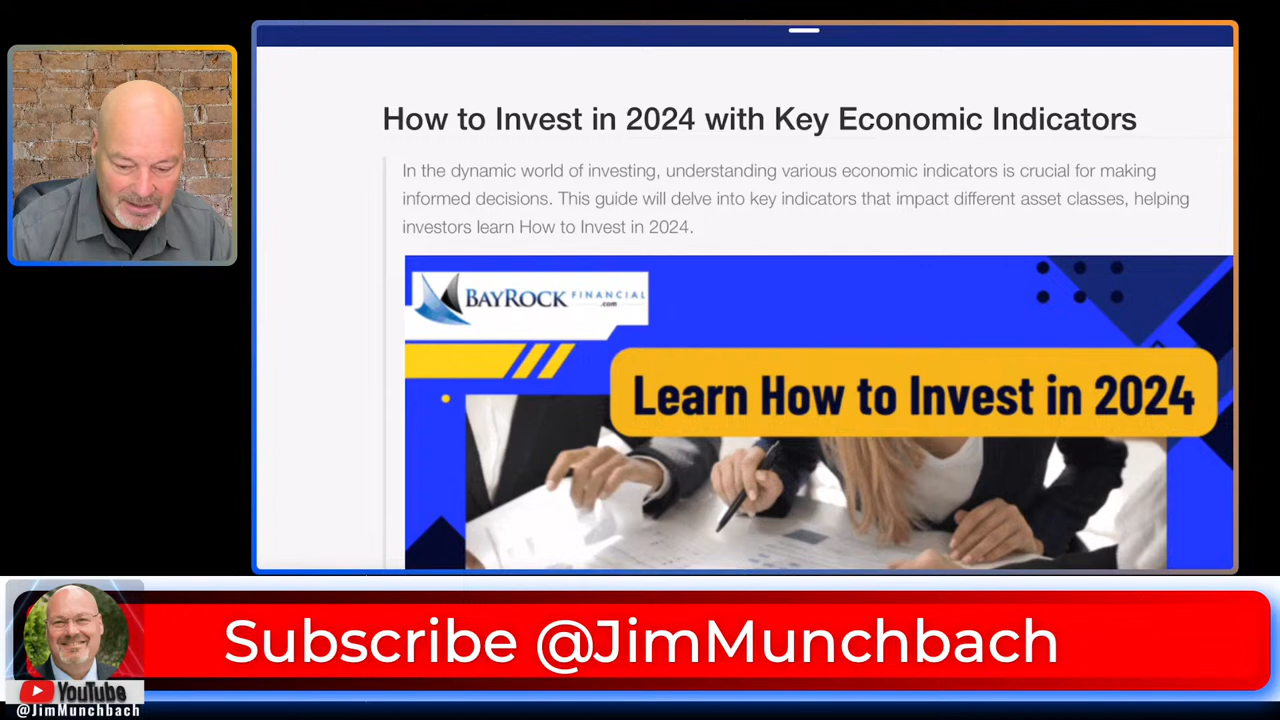 How to Invest in 2024 with Key Economic Indicators
In the dynamic world of investing, understanding various economic indicators is crucial for making
informed decisions. This guide will delve into key indicators that impact different asset classes, helping
investors learn How to Invest in 2024.
BAYROCK FINANCIAL
.com
Learn How to Invest in 2024
Subscribe @JimMunchbach
YouTube
@JimMunchbach